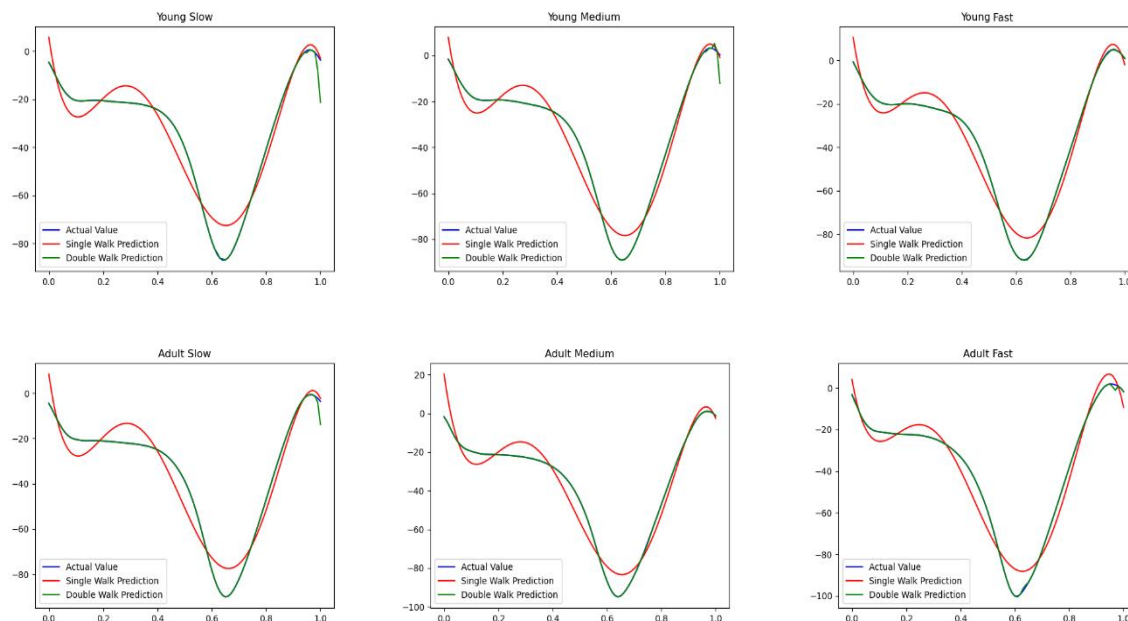 Young Slow
0
−20
−40
−60
−80
Actual Value
Single Walk Prediction
Double Walk Prediction
0.0 0.2 0.4 0.6 0.8 1.0
Young Medium
0
−20
−40
−60
−80
Actual Value
Single Walk Prediction
Double Walk Prediction
0.0 0.2 0.4 0.6 0.8 1.0
Young Fast
0
−20
−40
−60
−80
Actual Value
Single Walk Prediction
Double Walk Prediction
0.0 0.2 0.4 0.6 0.8 1.0
Adult Slow
0
−20
−40
−60
−80
Actual Value
Single Walk Prediction
Double Walk Prediction
0.0 0.2 0.4 0.6 0.8 1.0
Adult Medium
20
0
−20
−40
−60
−80
−100
Actual Value
Single Walk Prediction
Double Walk Prediction
0.0 0.2 0.4 0.6 0.8 1.0
Adult Fast
0
−20
−40
−60
−80
−100
Actual Value
Single Walk Prediction
Double Walk Prediction
0.0 0.2 0.4 0.6 0.8 1.0